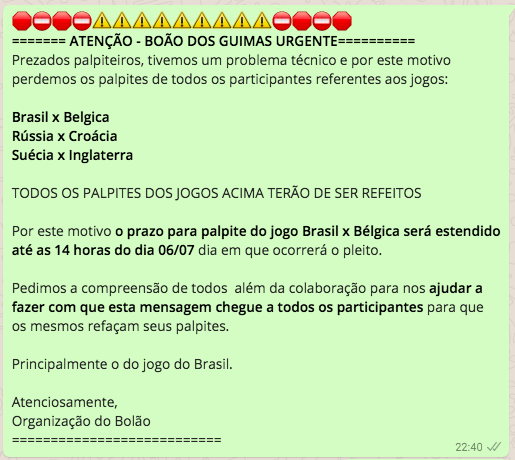 🛑⛔🛑⛔⚠⚠⚠⚠⚠⚠⚠⚠⚠⛔🛑⛔🛑
======= ATENÇÃO - BOÃO DOS GUIMAS URGENTE==========
Prezados palpiteiros, tivemos um problema técnico e por este motivo
perdemos os palpites de todos os participantes referentes aos jogos:
Brasil x Belgica
Rússia x Croácia
Suécia x Inglaterra
TODOS OS PALPITES DOS JOGOS ACIMA TERÃO DE SER REFEITOS
Por este motivo o prazo para palpite do jogo Brasil x Bélgica será estendido
até as 14 horas do dia 06/07 dia em que ocorrerá o pleito.
Pedimos a compreensão de todos  além da colaboração para nos ajudar a
fazer com que esta mensagem chegue a todos os participantes para que
os mesmos refaçam seus palpites.
Principalmente o do jogo do Brasil.
Atenciosamente,
Organização do Bolão
===========================
22:40